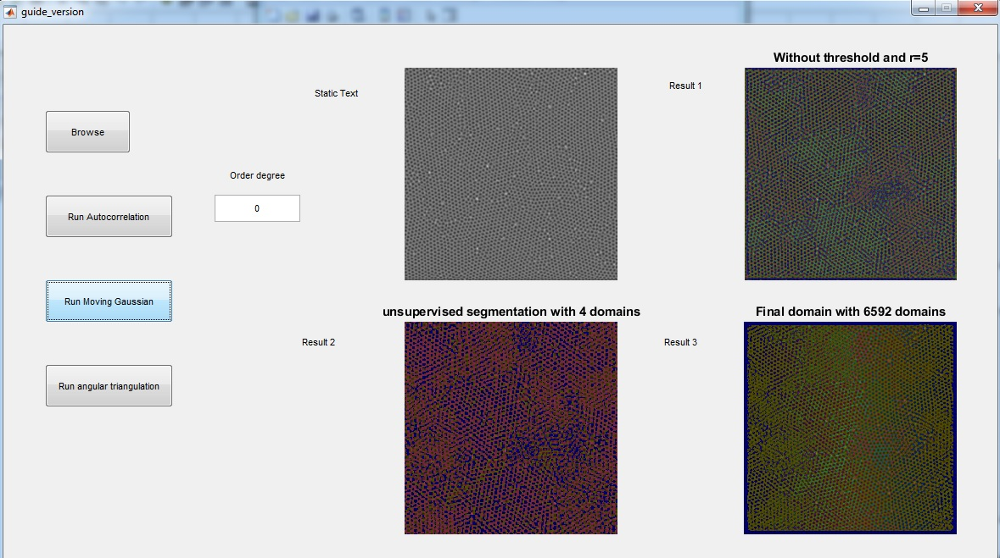 guide_version
Without threshold and r=5
Static Text
Result 1
Browse
Order degree
0
Run Autocorrelation
Run Moving Gaussian
unsupervised segmentation with 4 domains
Final domain with 6592 domains
Result 2
Result 3
Run angular triangulation